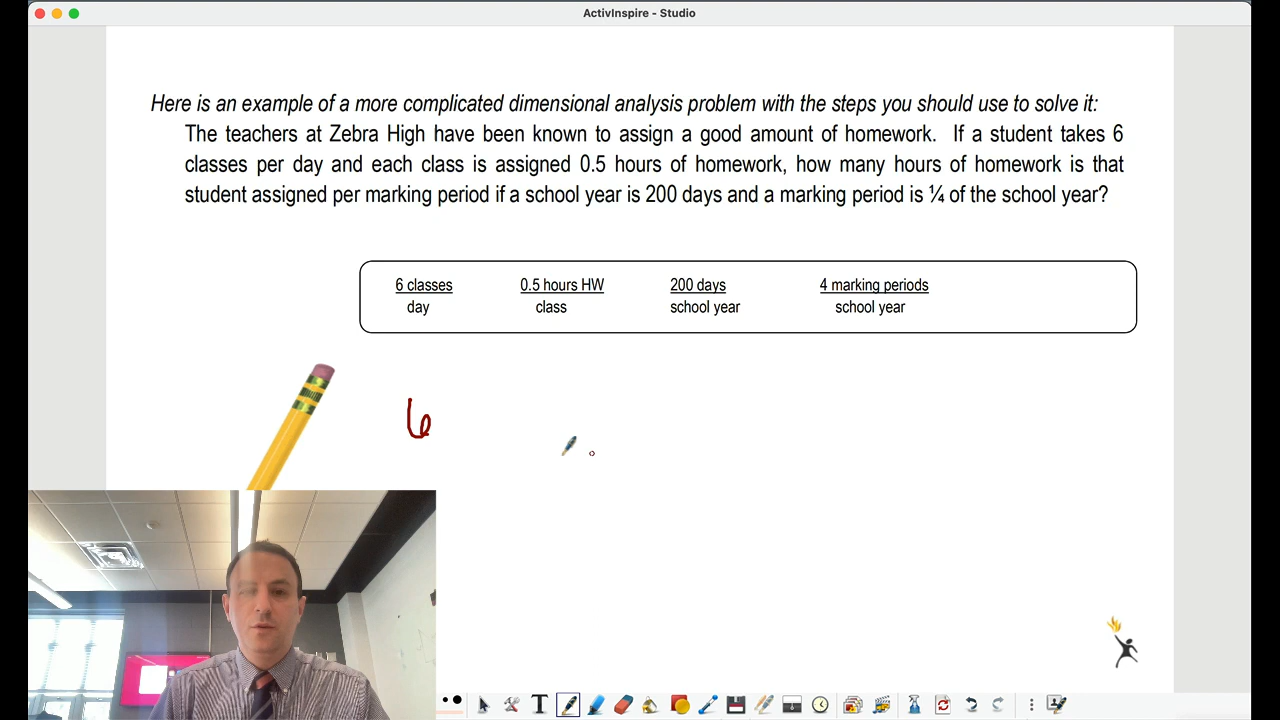 ActivInspire - Studio
Here is an example of a more complicated dimensional analysis problem with the steps you should use to solve it:
The teachers at Zebra High have been known to assign a good amount of homework. If a student takes 6
classes per day and each class is assigned 0.5 hours of homework, how many hours of homework is that
student assigned per marking period if a school year is 200 days and a marking period is ¼ of the school year?
6 classes 0.5 hours HW 200 days 4 marking periods
day class school year school year
6
T